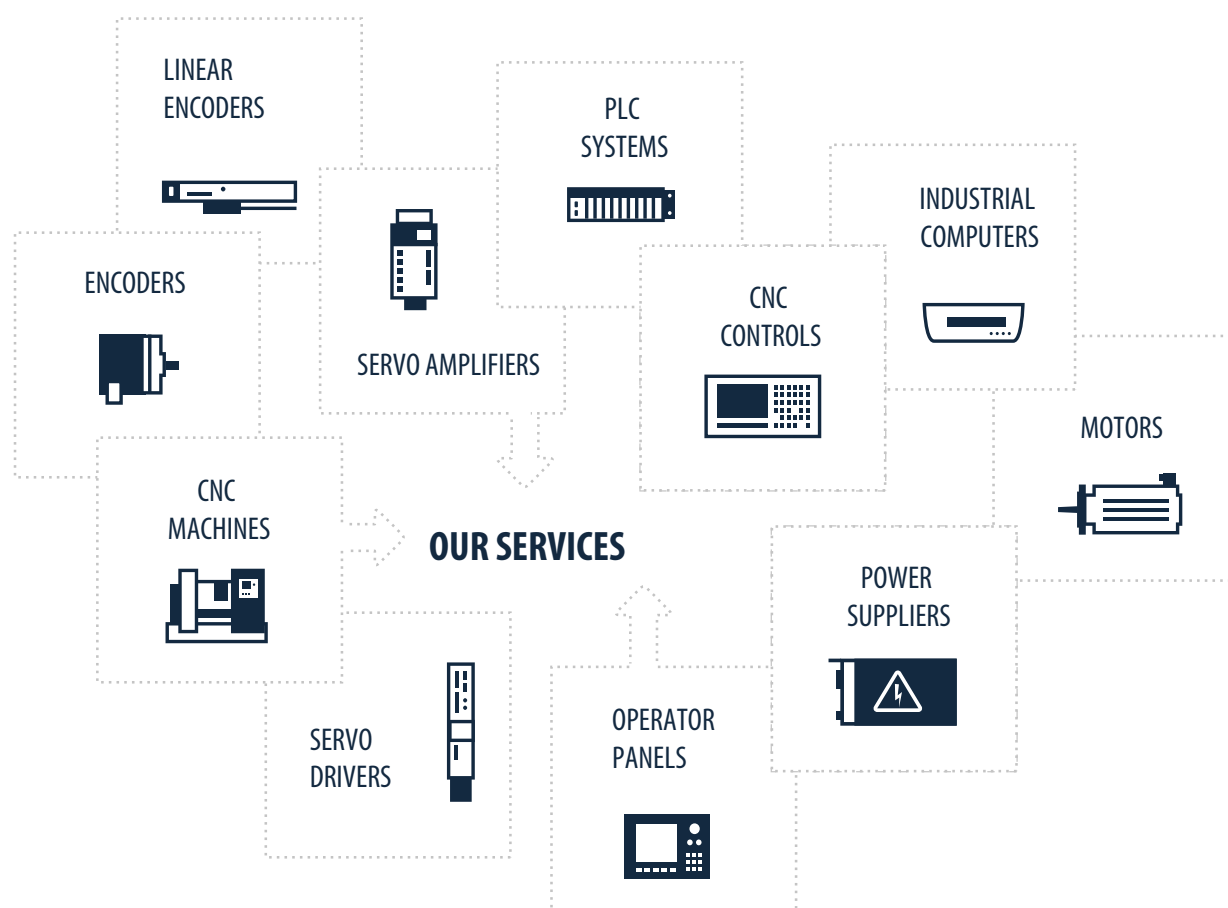 LINEAR
ENCODERS
PLC
SYSTEMS
INDUSTRIAL
COMPUTERS
ENCODERS
CNC
CONTROLS
SERVO AMPLIFIERS
MOTORS
CNC
MACHINES
OUR SERVICES
POWER
SUPPLIERS
SERVO
DRIVERS
OPERATOR
PANELS